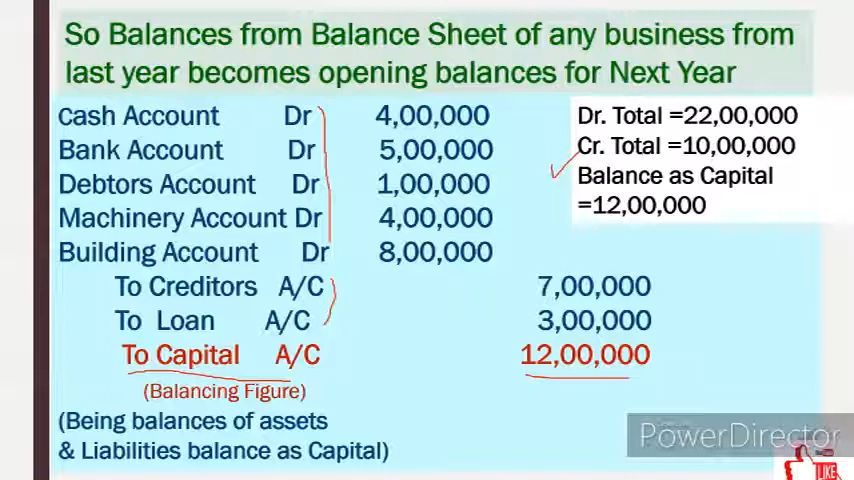 So Balances from Balance Sheet of any business from
last year becomes opening balances for Next Year
Cash Account Dr 4,00,000
Bank Account Dr 5,00,000
Debtors Account Dr 1,00,000
Machinery Account Dr 4,00,000
Building Account Dr 8,00,000
To Creditors A/C 7,00,000
To Loan A/C 3,00,000
To Capital A/C 12,00,000
(Balancing Figure)
(Being balances of assets
& Liabilities balance as Capital)
Dr. Total =22,00,000
Cr. Total =10,00,000
Balance as Capital
=12,00,000
PowerDirector
LIKE